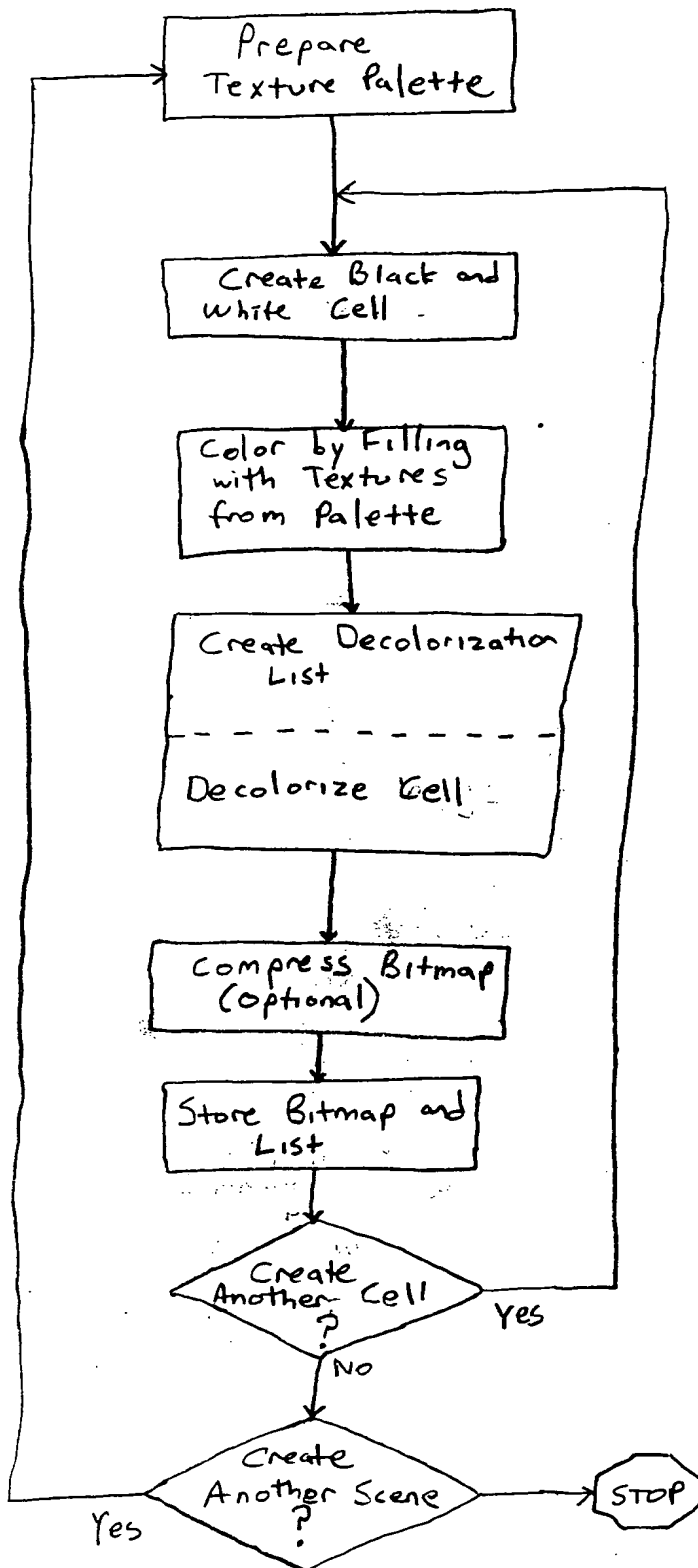 Prepare
Texture Palette
Create Black and
White Cell
Color by Filling
with Textures
from Palette
Create Decolorization
List
Decolorize Cell
Compress Bitmap
(Optional)
Store Bitmap and
List
Create
Another Cell
?
Yes
No
Create
Another Scene
?
Yes
STOP